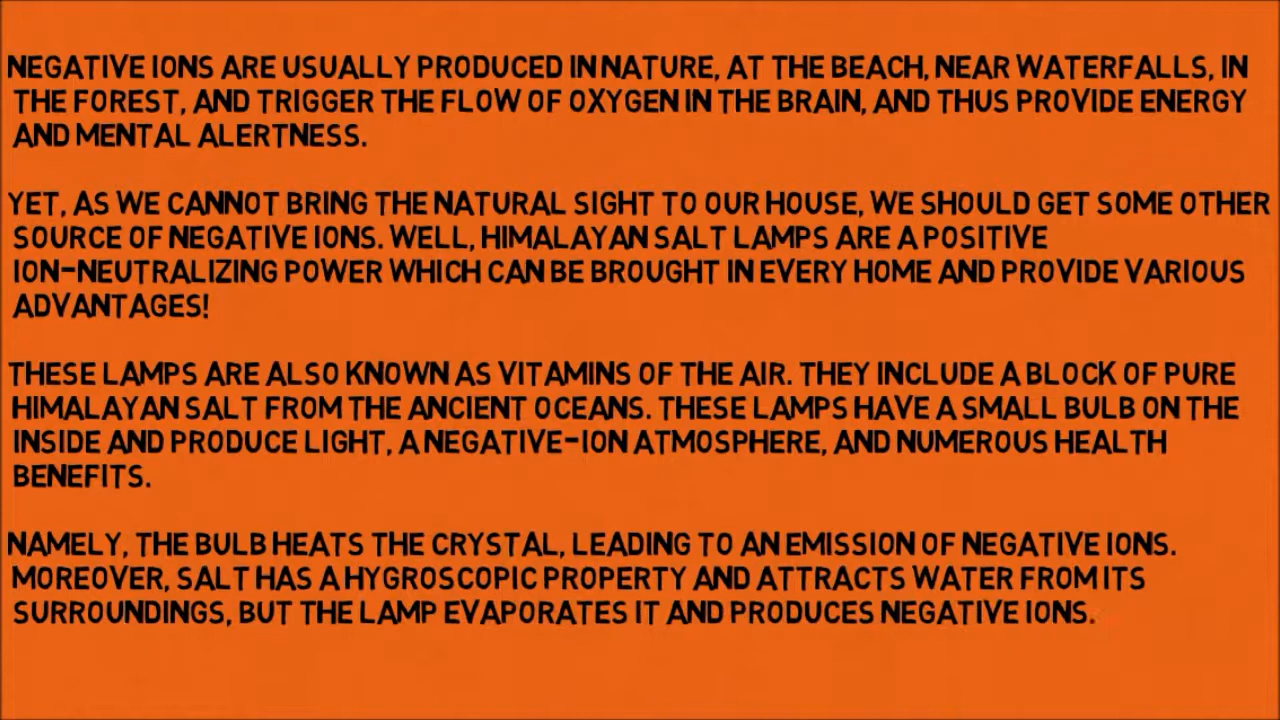 NEGATIVE IONS ARE USUALLY PRODUCED IN NATURE, AT THE BEACH, NEAR WATERFALLS, IN
THE FOREST, AND TRIGGER THE FLOW OF OXYGEN IN THE BRAIN, AND THUS PROVIDE ENERGY
AND MENTAL ALERTNESS.
YET, AS WE CANNOT BRING THE NATURAL SIGHT TO OUR HOUSE, WE SHOULD GET SOME OTHER
SOURCE OF NEGATIVE IONS. WELL, HIMALAYAN SALT LAMPS ARE A POSITIVE
ION-NEUTRALIZING POWER WHICH CAN BE BROUGHT IN EVERY HOME AND PROVIDE VARIOUS
ADVANTAGES!
THESE LAMPS ARE ALSO KNOWN AS VITAMINS OF THE AIR. THEY INCLUDE A BLOCK OF PURE
HIMALAYAN SALT FROM THE ANCIENT OCEANS. THESE LAMPS HAVE A SMALL BULB ON THE
INSIDE AND PRODUCE LIGHT, A NEGATIVE-ION ATMOSPHERE, AND NUMEROUS HEALTH
BENEFITS.
NAMELY, THE BULB HEATS THE CRYSTAL, LEADING TO AN EMISSION OF NEGATIVE IONS.
MOREOVER, SALT HAS A HYGROSCOPIC PROPERTY AND ATTRACTS WATER FROM ITS
SURROUNDINGS, BUT THE LAMP EVAPORATES IT AND PRODUCES NEGATIVE IONS.